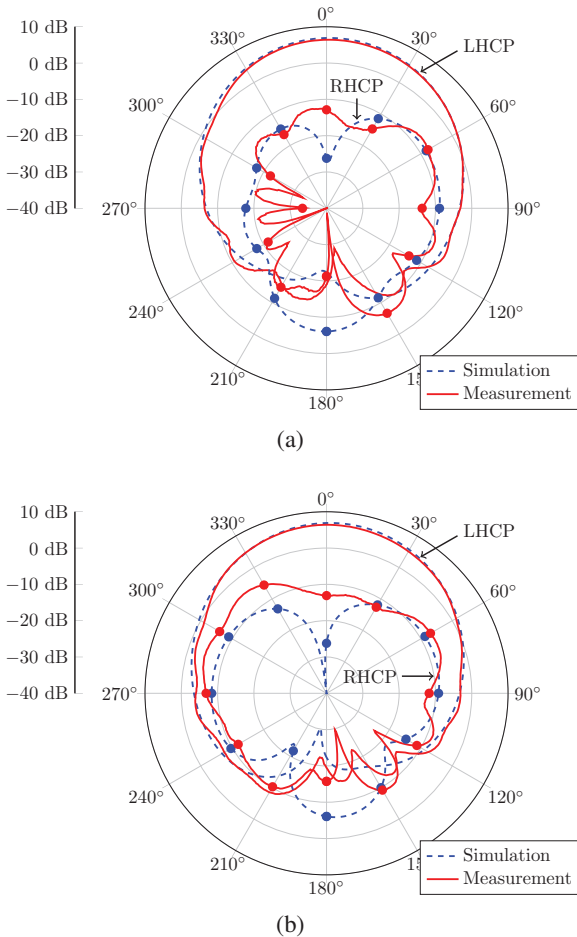 10 dB
0 dB
−10 dB
−20 dB
−30 dB
−40 dB
0°
30°
60°
90°
120°
15
180°
210°
240°
270°
300°
330°
LHCP
RHCP
Simulation
Measurement
(a)
10 dB
0 dB
−10 dB
−20 dB
−30 dB
−40 dB
0°
30°
60°
90°
120°
15
180°
210°
240°
270°
300°
330°
LHCP
RHCP
Simulation
Measurement
(b)